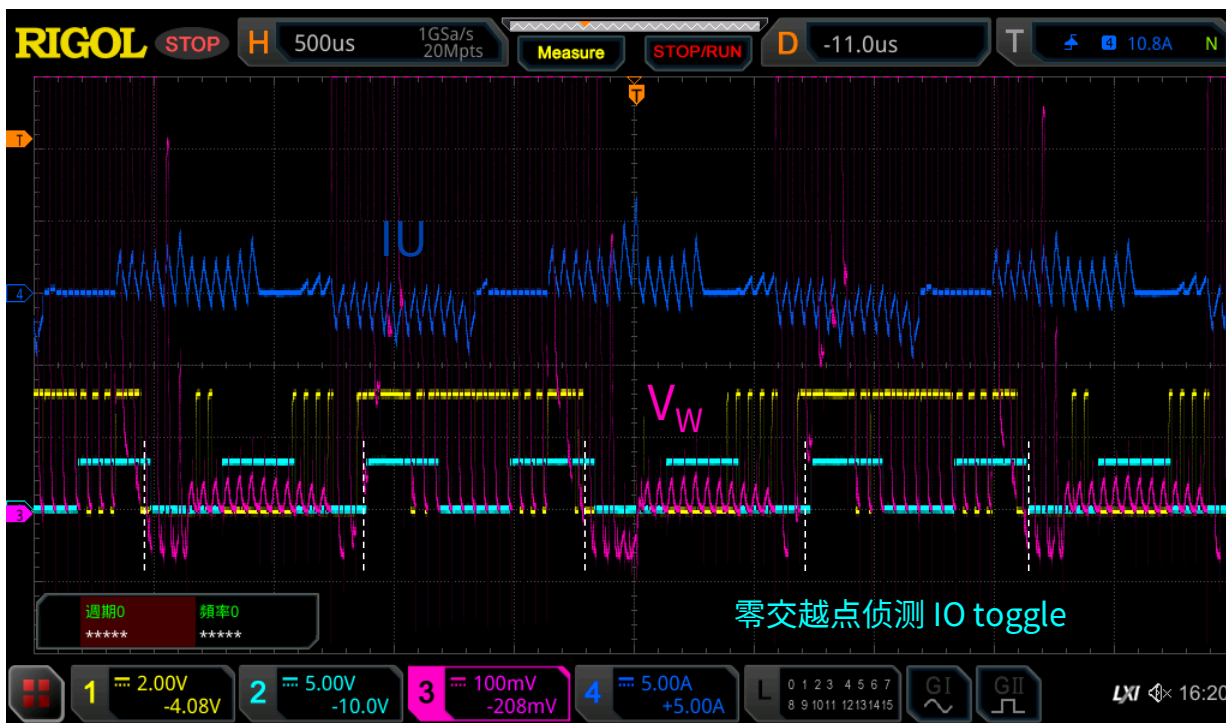 RIGOL STOP H 500us 1GSa/s 20Mpts Measure STOP/RUN D -11.0us T 4 10.8A N
T
T
IU
4
VW
3
週期0 頻率0
***** *****
零交越点侦测 IO toggle
1 2.00V -4.08V 2 5.00V -10.0V 3 100mV -208mV 4 5.00A +5.00A L 0 1 2 3 4 5 6 7 8 9 10 11 12 13 14 15 GI GII LXI 16:20